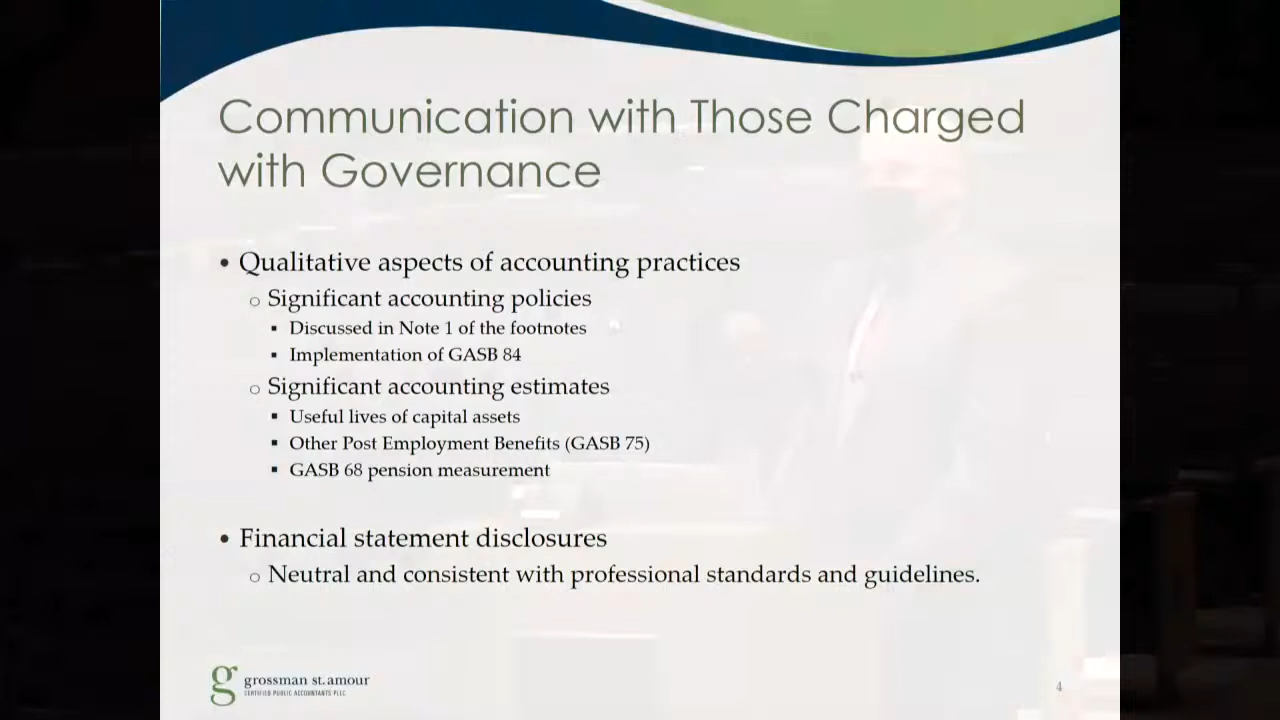 Communication with Those Charged
with Governance
• Qualitative aspects of accounting practices
o Significant accounting policies
▪ Discussed in Note 1 of the footnotes
▪ Implementation of GASB 84
o Significant accounting estimates
▪ Useful lives of capital assets
▪ Other Post Employment Benefits (GASB 75)
▪ GASB 68 pension measurement
• Financial statement disclosures
o Neutral and consistent with professional standards and guidelines.
g grossman st. amour
CERTIFIED PUBLIC ACCOUNTANTS PLLC
4